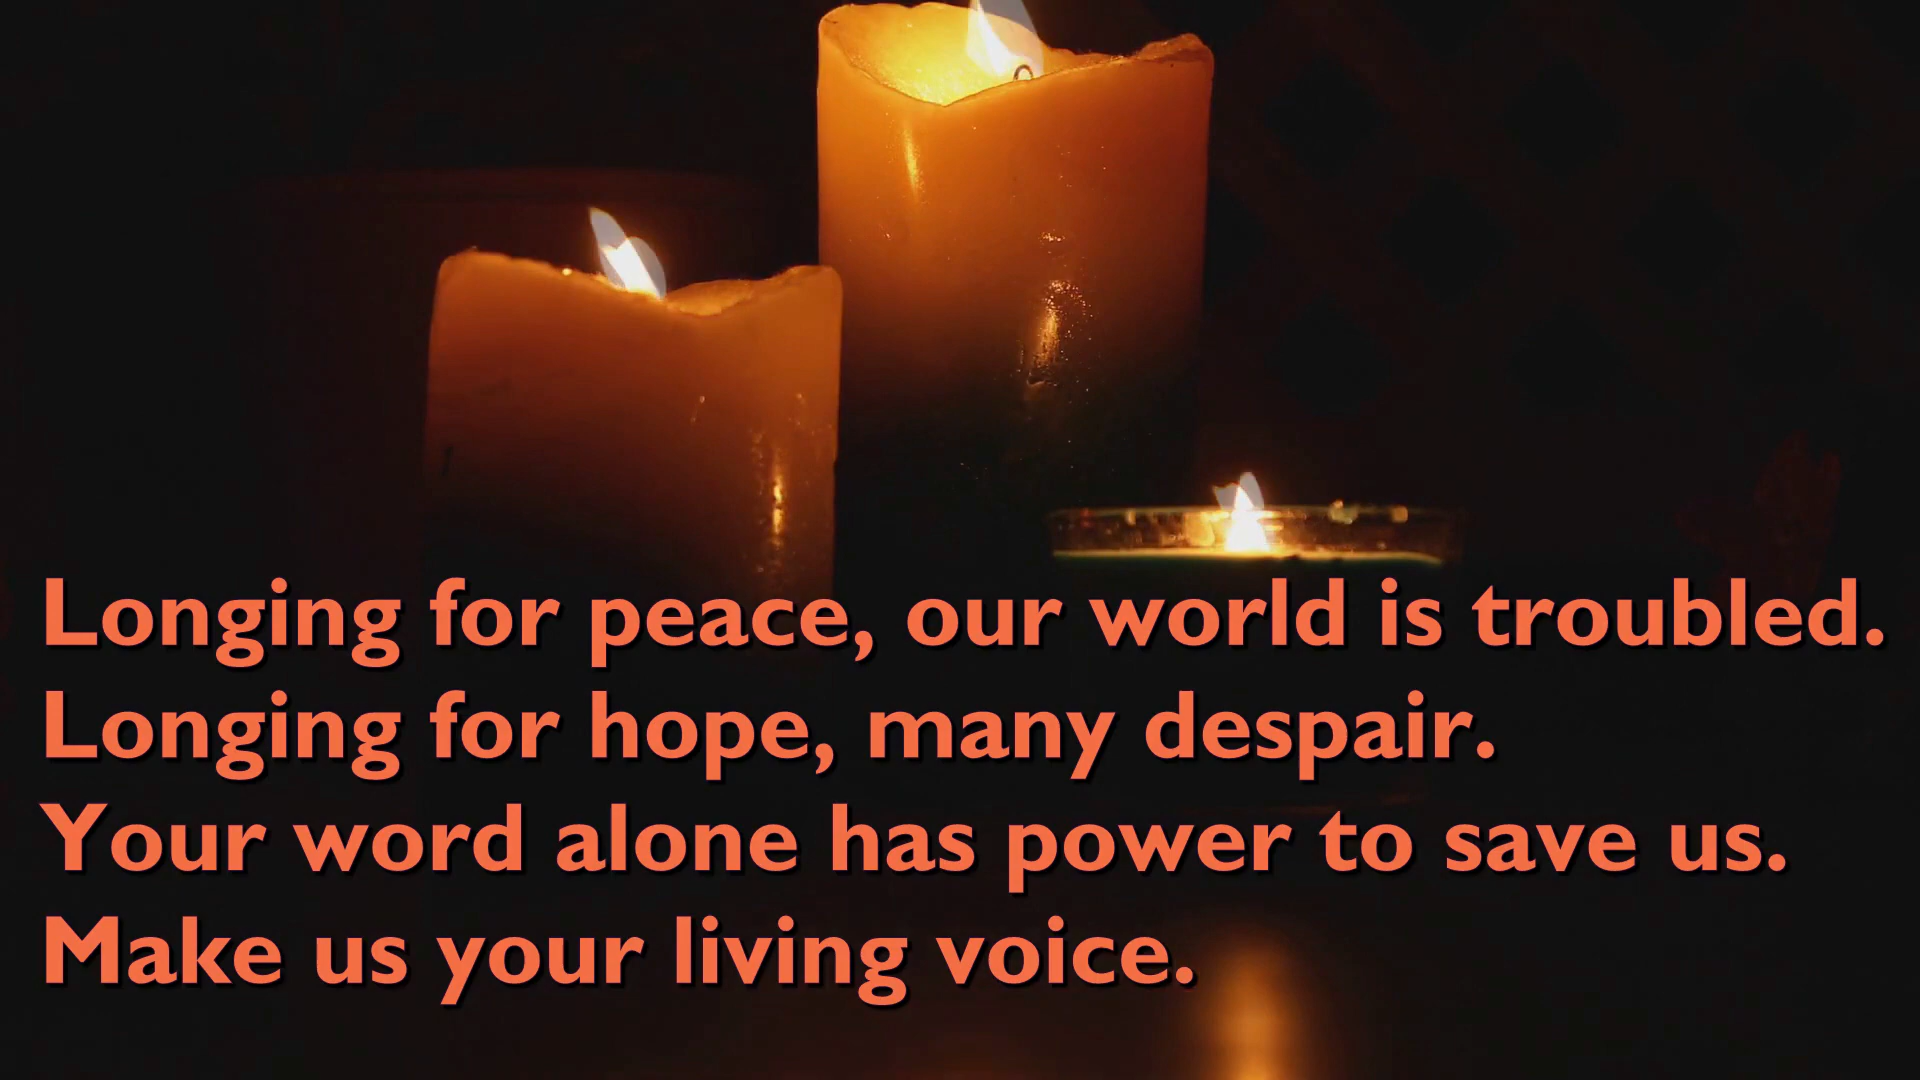 Longing for peace, our world is troubled.
Longing for hope, many despair.
Your word alone has power to save us.
Make us your living voice.